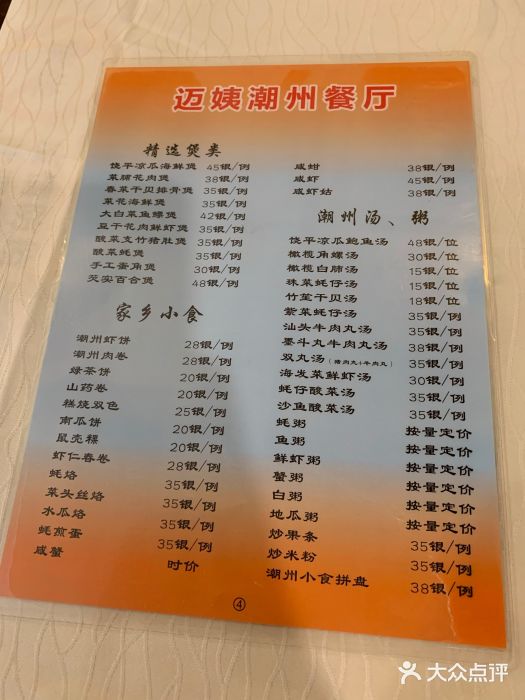 迈姨潮州餐厅
精选煲类
饶平凉瓜海鲜煲 45银/例
菜脯花肉煲 38银/例
春菜干贝排骨煲 35银/例
菜花海鲜煲 35银/例
大白菜鱼鳔煲 42银/例
豆干花肉鲜虾煲 35银/例
酸菜支竹猪肚煲 35银/例
酸菜蚝煲 35银/例
手工蛋角煲 30银/例
芡实百合煲 48银/例
家乡小食
潮州虾饼 28银/例
潮州肉卷 28银/例
绿茶饼 20银/例
山药卷 20银/例
糕烧双色 25银/例
南瓜饼 20银/例
鼠壳粿 20银/例
虾仁春卷 28银/例
蚝烙 35银/例
菜头丝烙 35银/例
水瓜烙 35银/例
蚝煎蛋 35银/例
咸蟹 时价
咸蚶 38银/例
咸虾 45银/例
咸虾姑 38银/例
潮州汤、粥
饶平凉瓜鲍鱼汤 48银/位
橄榄角螺汤 30银/位
橄榄白肺汤 15银/位
珠菜蚝仔汤 15银/位
竹笙干贝汤 18银/位
紫菜蚝仔汤 35银/例
汕头牛肉丸汤 35银/例
墨斗丸牛肉丸汤 38银/例
双丸汤(猪肉丸+牛肉丸) 35银/例
海发菜鲜虾汤 30银/例
蚝仔酸菜汤 35银/例
沙鱼酸菜汤 35银/例
蚝粥 按量定价
鱼粥 按量定价
鲜虾粥 按量定价
蟹粥 按量定价
白粥 按量定价
地瓜粥 按量定价
炒果条 35银/例
炒米粉 35银/例
潮州小食拼盘 38银/例
④
大众点评